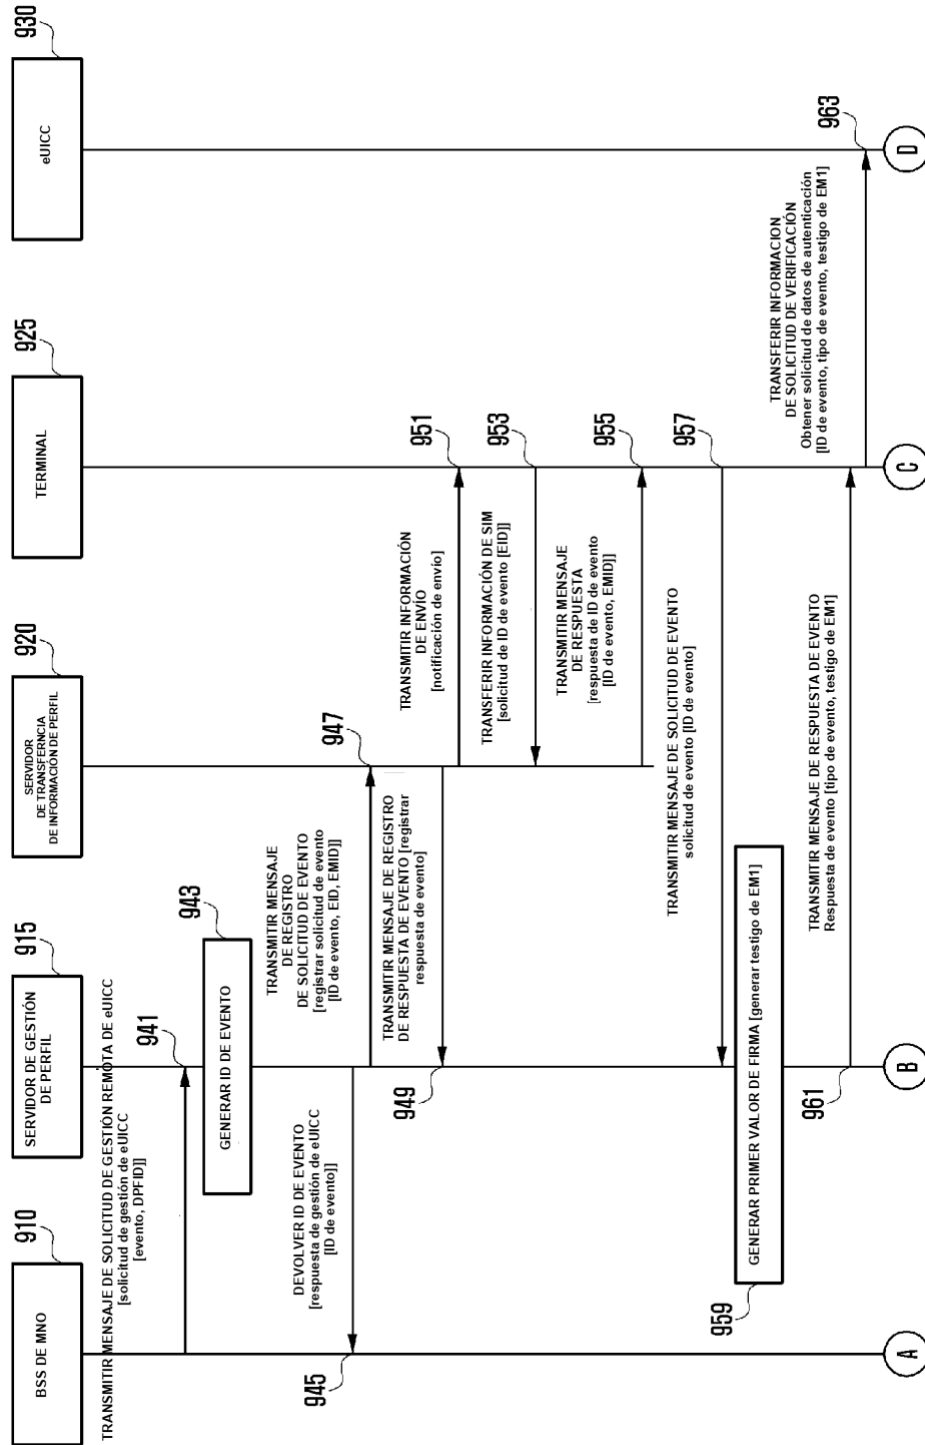 BSS DE MNO
910
SERVIDOR DE GESTIÓN
DE PERFIL
915
SERVIDOR
DE TRANSFERNCIA
DE INFORMACIÓN DE PERFIL
920
TERMINAL
925
eUICC
930
TRANSMITIR MENSAJE DE SOLICITUD DE GESTIÓN REMOTA DE eUICC
[solicitud de gestión de eUICC
[evento, DPFID]]
941
GENERAR ID DE EVENTO
943
DEVOLVER ID DE EVENTO
[respuesta de gestión de eUICC
[ID de evento]]
945
TRANSMITIR MENSAJE
DE REGISTRO
DE SOLICITUD DE EVENTO
[registrar solicitud de evento
[ID de evento, EID, EMID]]
947
TRANSMITIR MENSAJE DE REGISTRO
DE RESPUESTA DE EVENTO [registrar
respuesta de evento]
949
TRANSMITIR INFORMACIÓN
DE ENVÍO
[notificación de envío]
951
TRANSFERIR INFORMACIÓN DE SIM
[solicitud de ID de evento [EID]]
953
TRANSMITIR MENSAJE
DE RESPUESTA
[respuesta de ID de evento
[ID de evento, EMID]]
955
TRANSMITIR MENSAJE DE SOLICITUD DE EVENTO
solicitud de evento [ID de evento]
957
GENERAR PRIMER VALOR DE FIRMA [generar testigo de EM1]
959
TRANSMITIR MENSAJE DE RESPUESTA DE EVENTO
Respuesta de evento [tipo de evento, testigo de EM1]
961
TRANSFERIR INFORMACION
DE SOLICITUD DE VERIFICACIÓN
Obtener solicitud de datos de autenticación
[ID de evento, tipo de evento, testigo de EM1]
963
A
B
C
D